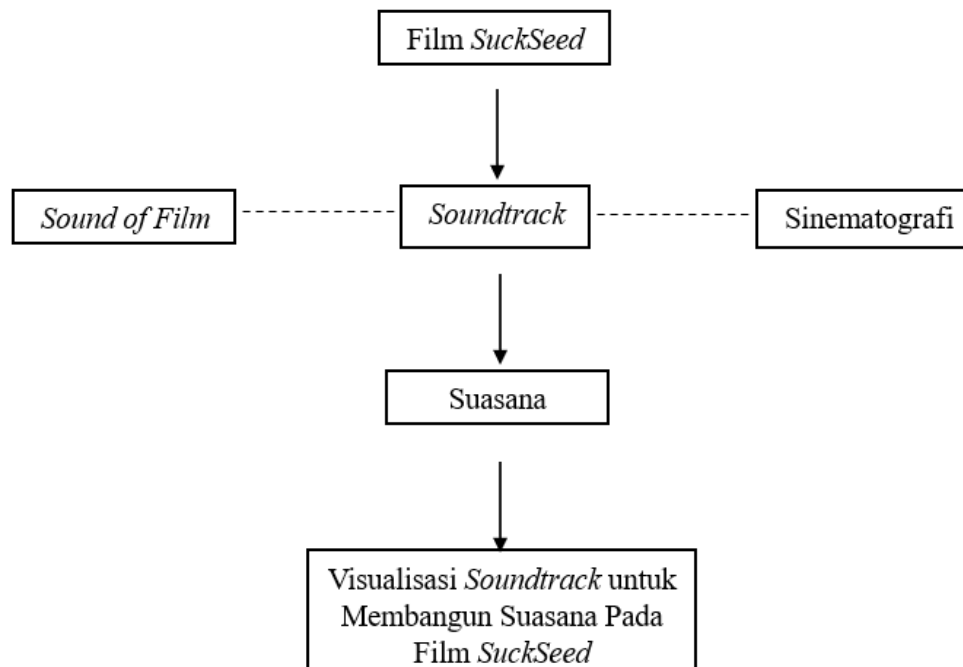 Film SuckSeed
Sound of Film
Soundtrack
Sinematografi
Suasana
Visualisasi Soundtrack untuk
Membangun Suasana Pada
Film SuckSeed